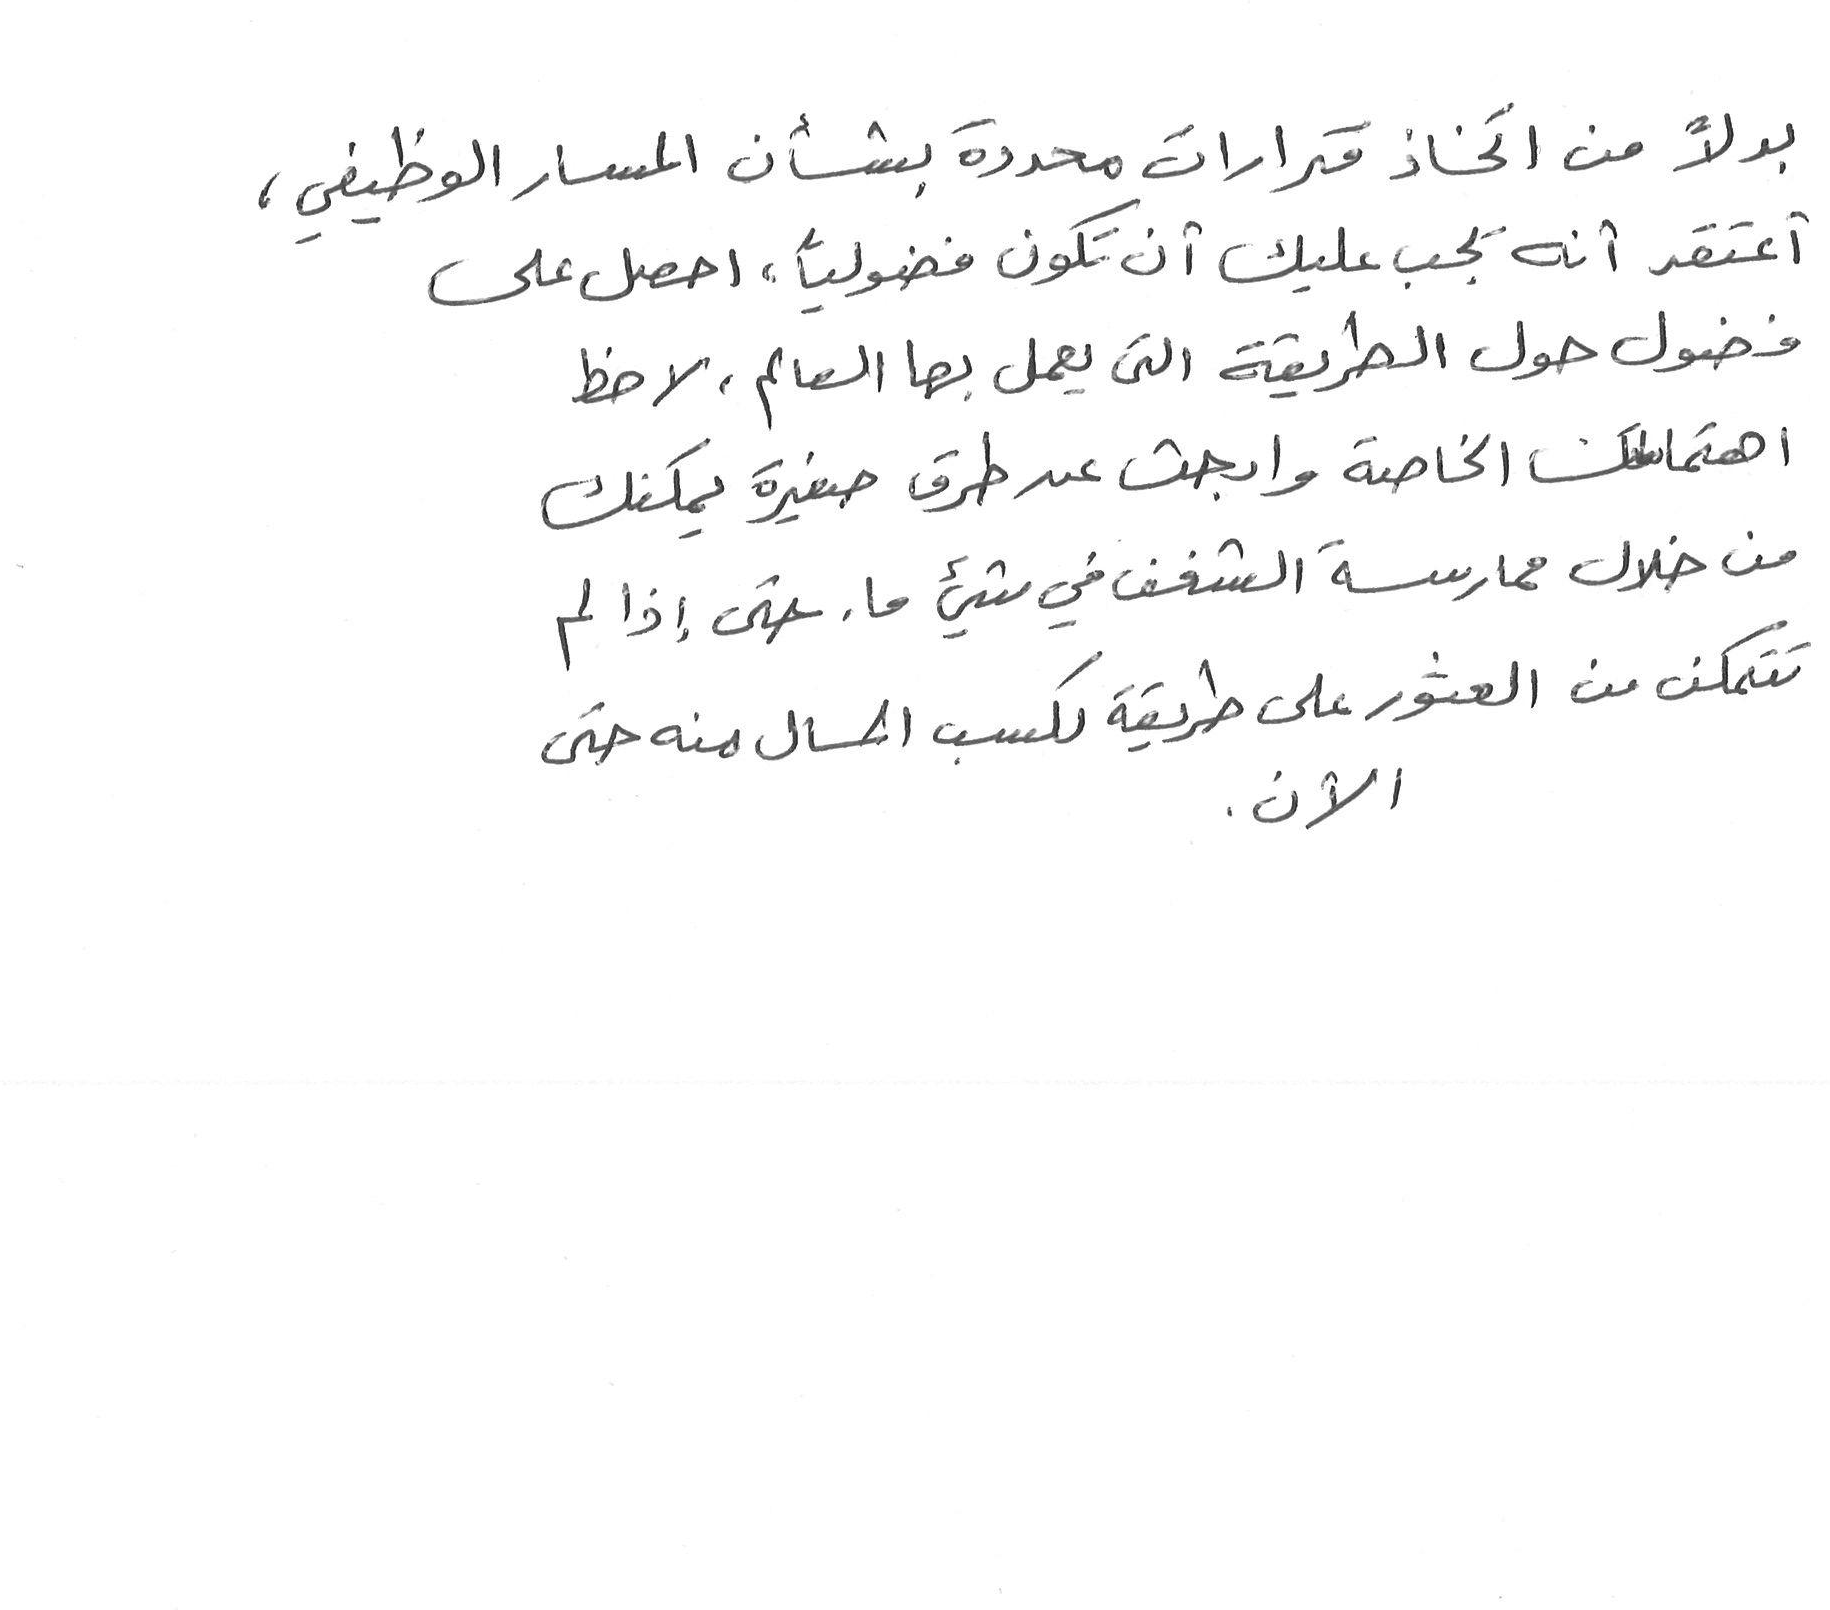 بدلاً من اتخاذ قرارات محددة بشأن المسار الوظيفي،
أعتقد أنه يجب عليك أن تكون فضولياً، احصل على
فضول حول الطريقة التي يعمل بها العالم، لاحظ
الخاصة وابحث عن طرق صغيرة يمكنك
من خلال ممارسة الشغف في شيئ ما. حتى إذا لم
تتمكن من العثور على طريقة لكسب المال منه حتى
الآن.